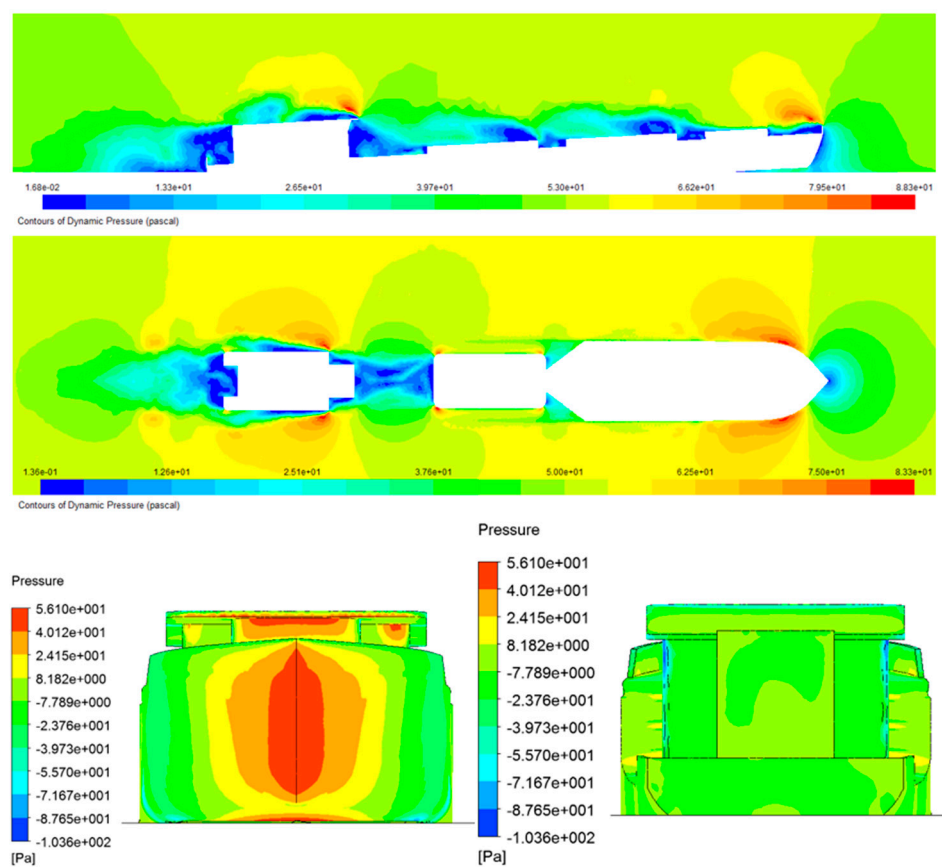 1.68e-02 1.33e+01 2.65e+01 3.97e+01 5.30e+01 6.62e+01 7.95e+01 8.83e+01
Contours of Dynamic Pressure (pascal)
1.36e-01 1.26e+01 2.51e+01 3.76e+01 5.00e+01 6.25e+01 7.50e+01 8.33e+01
Contours of Dynamic Pressure (pascal)
Pressure
5.610e+001
4.012e+001
2.415e+001
8.182e+000
-7.789e+000
-2.376e+001
-3.973e+001
-5.570e+001
-7.167e+001
-8.765e+001
-1.036e+002
[Pa]
Pressure
5.610e+001
4.012e+001
2.415e+001
8.182e+000
-7.789e+000
-2.376e+001
-3.973e+001
-5.570e+001
-7.167e+001
-8.765e+001
-1.036e+002
[Pa]